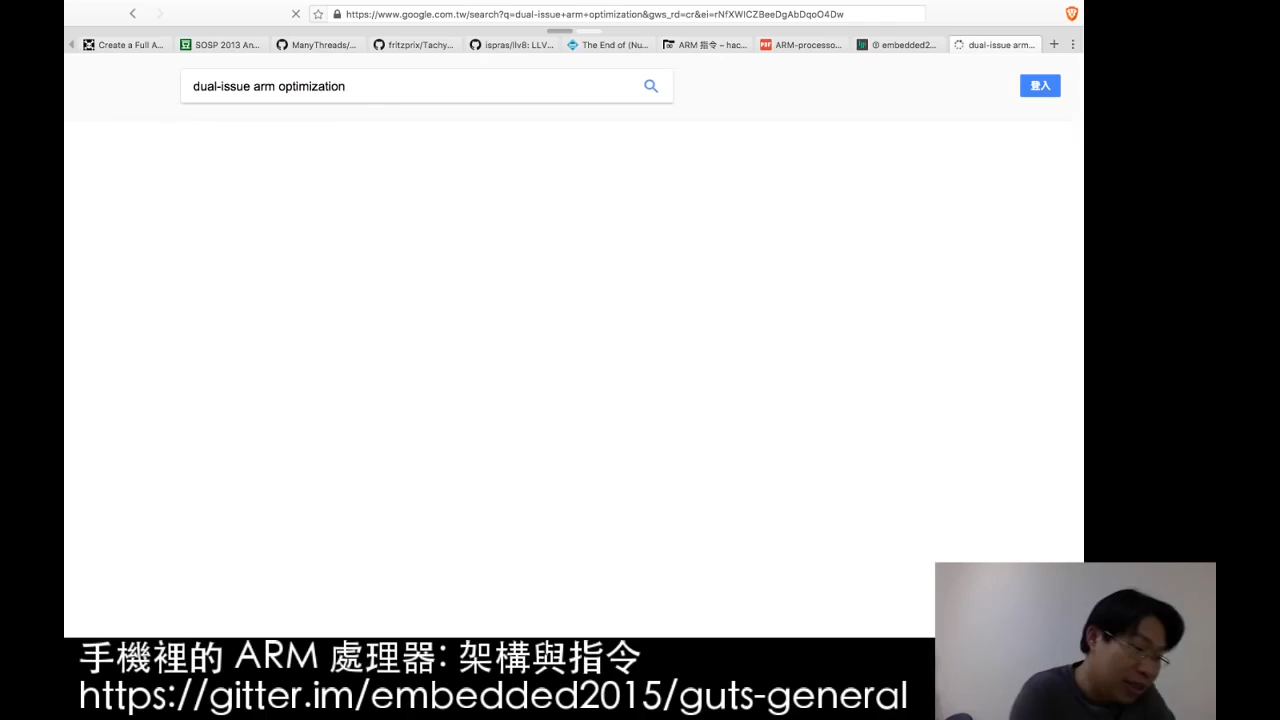 https://www.google.com.tw/search?q=dual-issue+arm+optimization&gws_rd=cr&ei=rNfXWICZBeeDgAbDqoO4Dw
Create a Full A...
SOSP 2013 An...
ManyThreads/...
fritzprix/Tachy...
ispras/llv8: LLV...
The End of (Nu...
ARM 指令 – hac...
ARM-processo...
embedded2...
dual-issue arm...
dual-issue arm optimization
登入
手機裡的 ARM 處理器: 架構與指令
https://gitter.im/embedded2015/guts-general